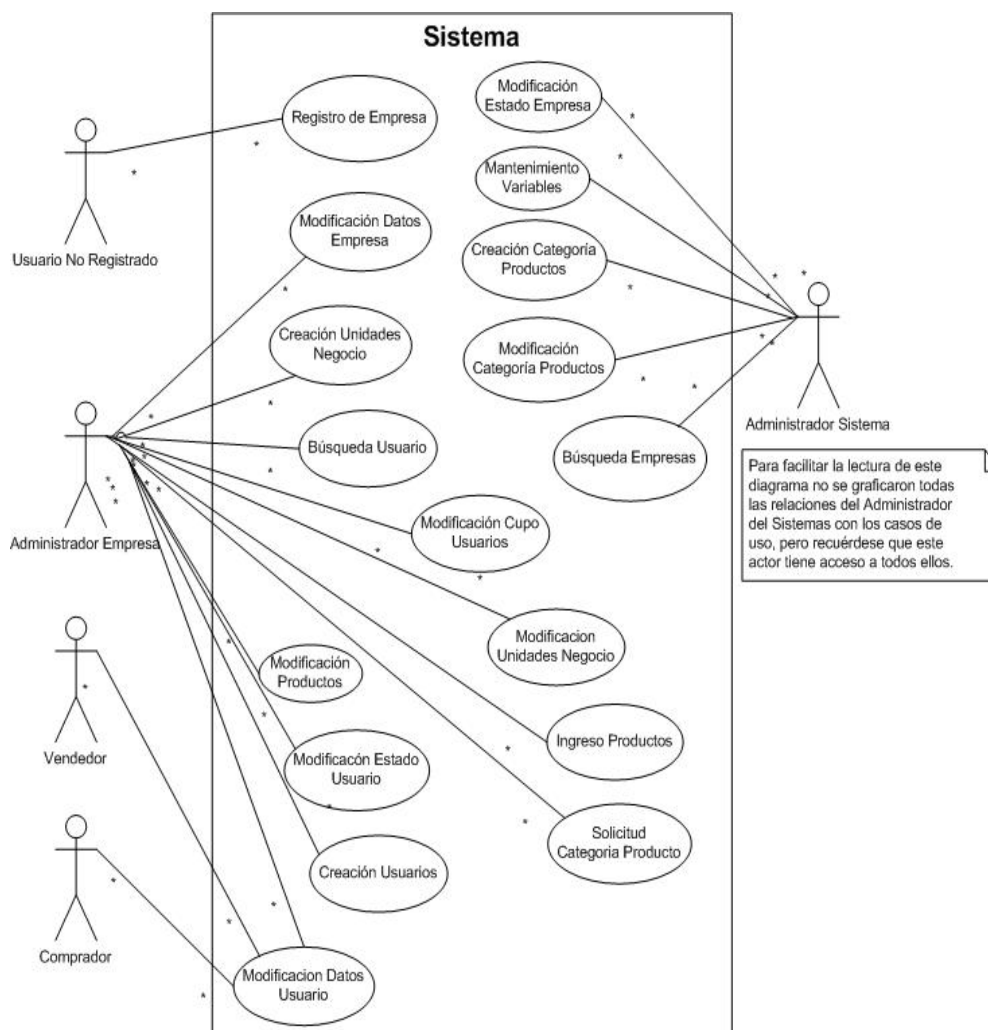 Sistema
Registro de Empresa
Modificación
Estado Empresa
Usuario No Registrado
Mantenimiento
Variables
Modificación Datos
Empresa
Creación Categoría
Productos
Creación Unidades
Negocio
Modificación
Categoría Productos
Administrador Sistema
Búsqueda Usuario
Búsqueda Empresas
Administrador Empresa
Para facilitar la lectura de este
diagrama no se graficaron todas
las relaciones del Administrador
del Sistemas con los casos de
uso, pero recuérdese que este
actor tiene acceso a todos ellos.
Modificación Cupo
Usuarios
Modificacion
Unidades Negocio
Modificación
Productos
Vendedor
Ingreso Productos
Modificacón Estado
Usuario
Solicitud
Categoria Producto
Creación Usuarios
Comprador
Modificacion Datos
Usuario